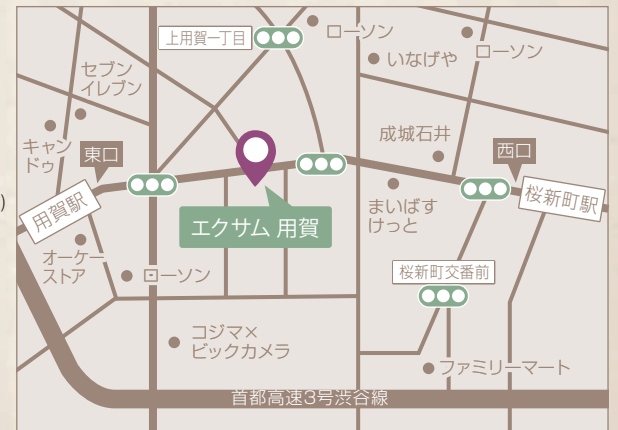 上用賀一丁目
ローソン
ローソン
いなげや
セブン
イレブン
キャン
ドゥ
東口
成城石井
西口
用賀駅
エクサム 用賀
まいばす
けっと
桜新町駅
)
オーケー
ストア
ローソン
桜新町交番前
コジマ×
ビックカメラ
ファミリーマート
首都高速3号渋谷線